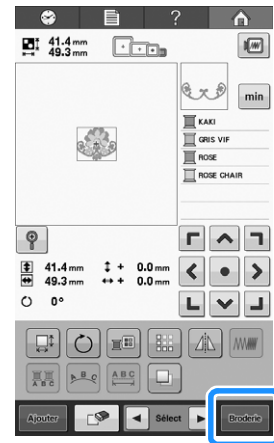 ?
41.4 mm
49.3 mm
min
KAKI
GRIS VIF
ROSE
ROSE CHAIR
41.4 mm + 0.0 mm
49.3 mm + 0.0 mm
0°
A B C A B C A B C
Ajouter Sélect Broderie